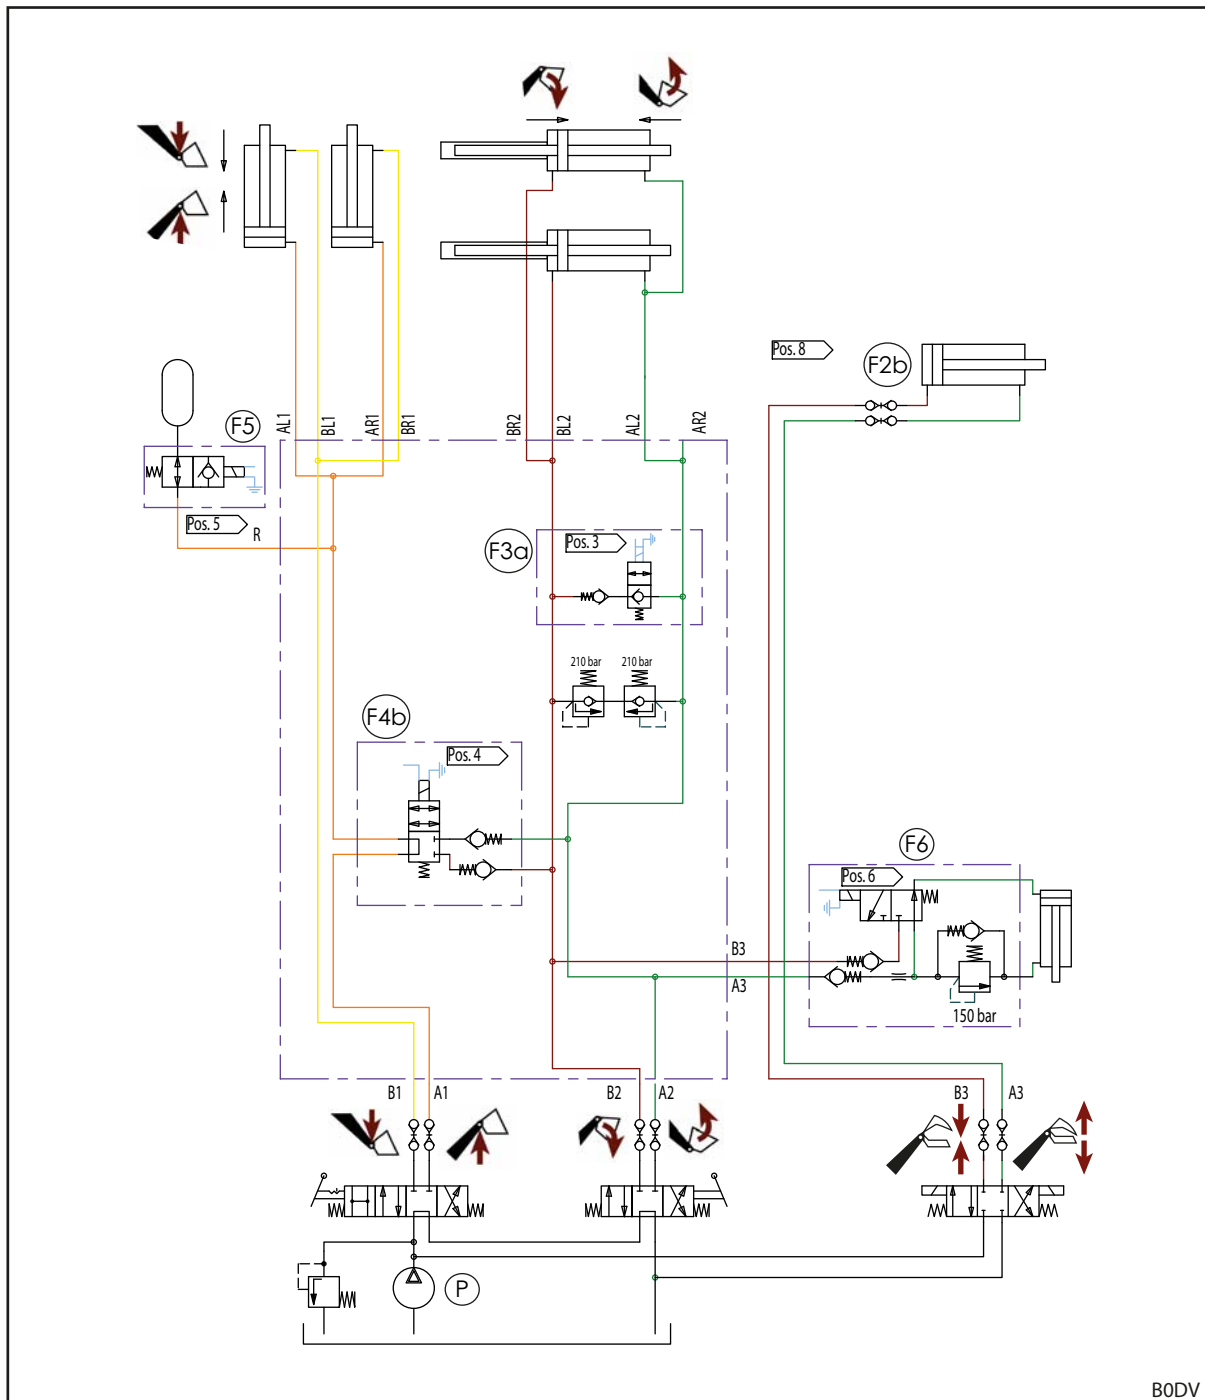 Pos. 8
F2b
F5
AL1
BL1
AR1
BR1
BR2
BL2
AL2
AR2
Pos. 5
R
F3a
Pos. 3
210 bar
210 bar
F4b
Pos. 4
F6
Pos. 6
B3
A3
150 bar
B1
A1
B2
A2
B3
A3
P
B0DV